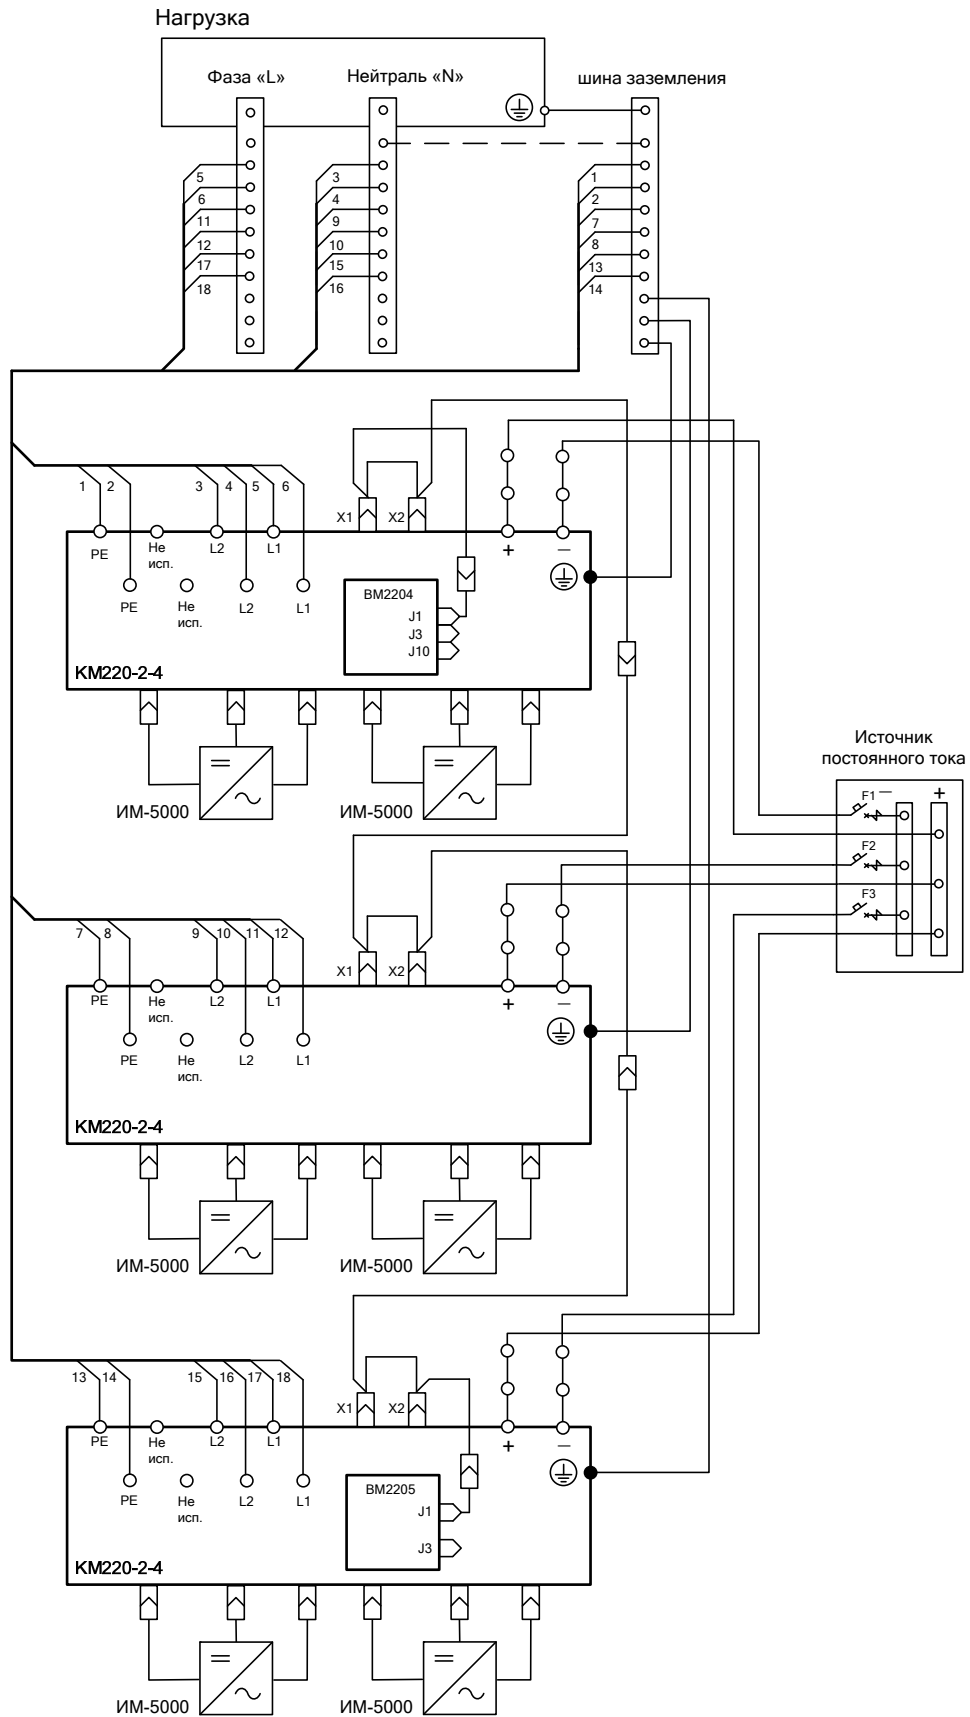 Нагрузка
Фаза «L»
Нейтраль «N»
шина заземления
5
6
11
12
17
18
3
4
9
10
15
16
1
2
7
8
13
14
1
2
3
4
5
6
X1
X2
PE
Не
исп.
L2
L1
+
—
PE
Не
исп.
L2
L1
BM2204
J1
J3
J10
KM220-2-4
ИМ-5000
ИМ-5000
Источник
постоянного тока
F1
—
+
F2
F3
7
8
9
10
11
12
X1
X2
PE
Не
исп.
L2
L1
+
—
PE
Не
исп.
L2
L1
KM220-2-4
ИМ-5000
ИМ-5000
13
14
15
16
17
18
X1
X2
PE
Не
исп.
L2
L1
+
—
PE
Не
исп.
L2
L1
BM2205
J1
J3
KM220-2-4
ИМ-5000
ИМ-5000